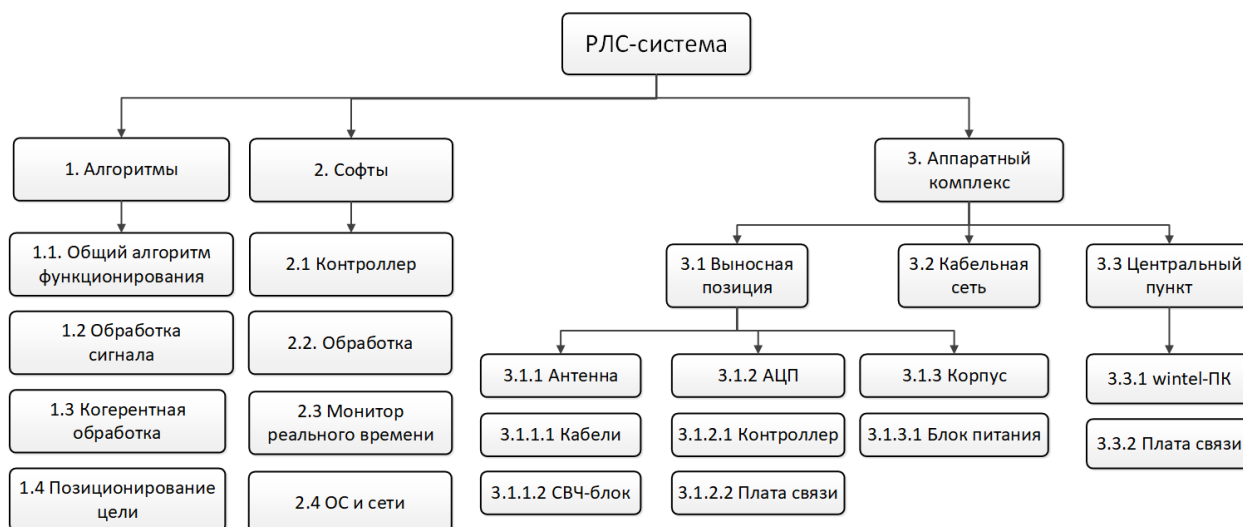 РЛС-система
1. Алгоритмы
2. Софты
3. Аппаратный
комплекс
1.1. Общий алгоритм
функционирования
2.1 Контроллер
3.1 Выносная
позиция
3.2 Кабельная
сеть
3.3 Центральный
пункт
1.2 Обработка
сигнала
2.2. Обработка
3.1.1 Антенна
3.1.2 АЦП
3.1.3 Корпус
3.3.1 wintel-ПК
1.3 Когерентная
обработка
2.3 Монитор
реального времени
3.1.1.1 Кабели
3.1.2.1 Контроллер
3.1.3.1 Блок питания
3.3.2 Плата связи
1.4 Позиционирование
цели
2.4 ОС и сети
3.1.1.2 СВЧ-блок
3.1.2.2 Плата связи